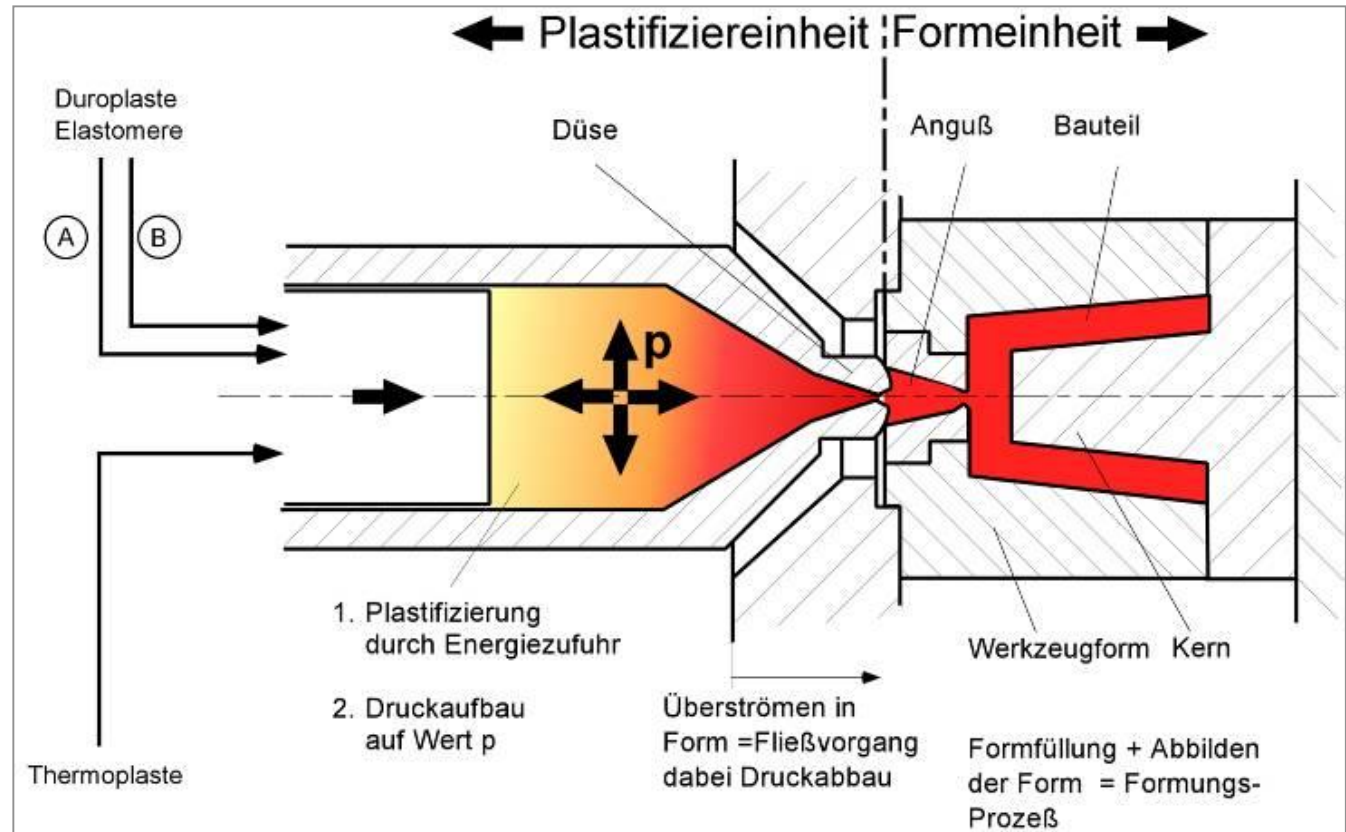 Plastifiziereinheit Formeinheit
Duroplaste
Elastomere
A
B
Düse
Anguß
Bauteil
p
1. Plastifizierung
durch Energiezufuhr
2. Druckaufbau
auf Wert p
Thermoplaste
Überströmen in
Form =Fließvorgang
dabei Druckabbau
Werkzeugform Kern
Formfüllung + Abbilden
der Form = Formungs-
Prozeß